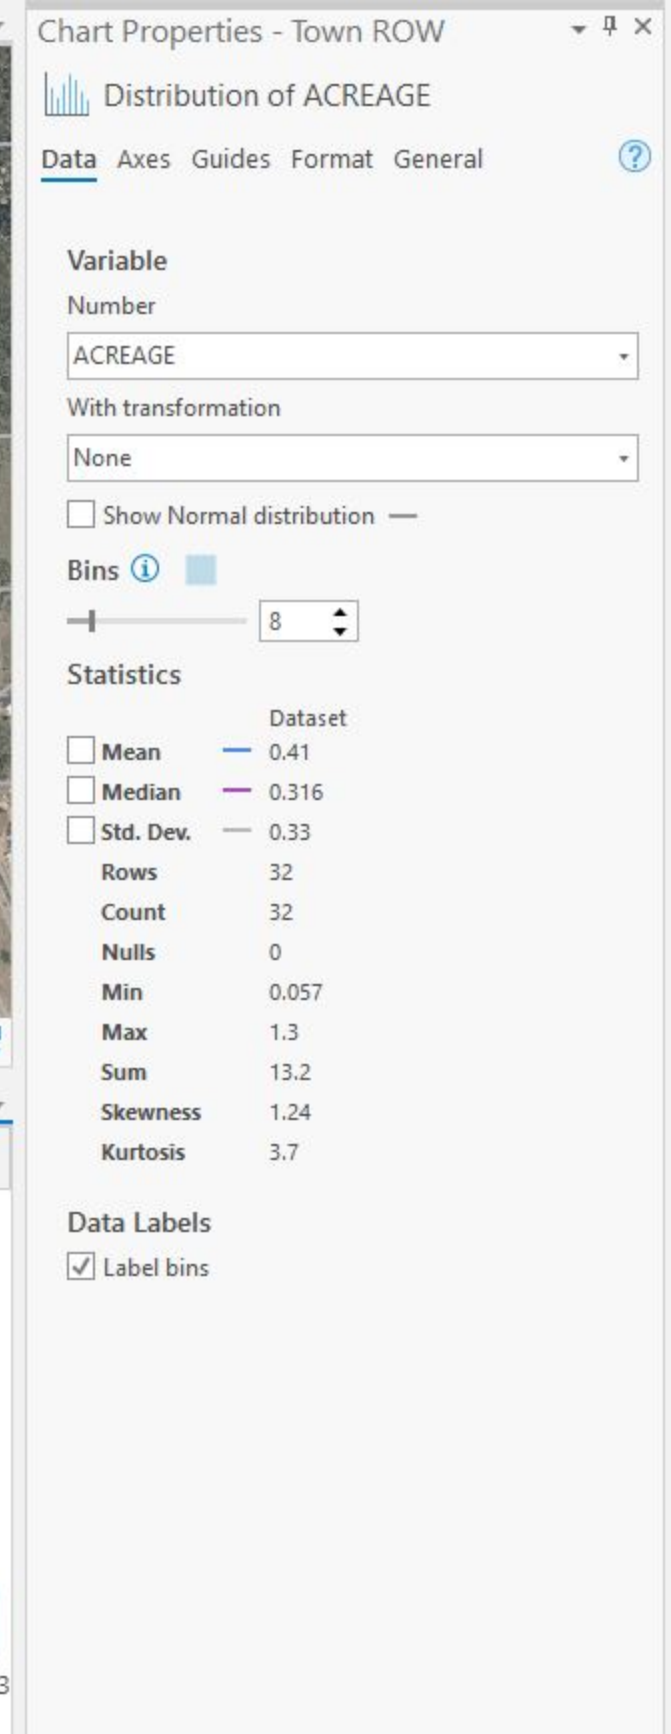 Chart Properties - Town ROW
Distribution of ACREAGE
Data Axes Guides Format General ?
Variable
Number
ACREAGE
With transformation
None
Show Normal distribution
Bins i
8
Statistics
Dataset
Mean 0.41
Median 0.316
Std. Dev. 0.33
Rows 32
Count 32
Nulls 0
Min 0.057
Max 1.3
Sum 13.2
Skewness 1.24
Kurtosis 3.7
Data Labels
Label bins
3